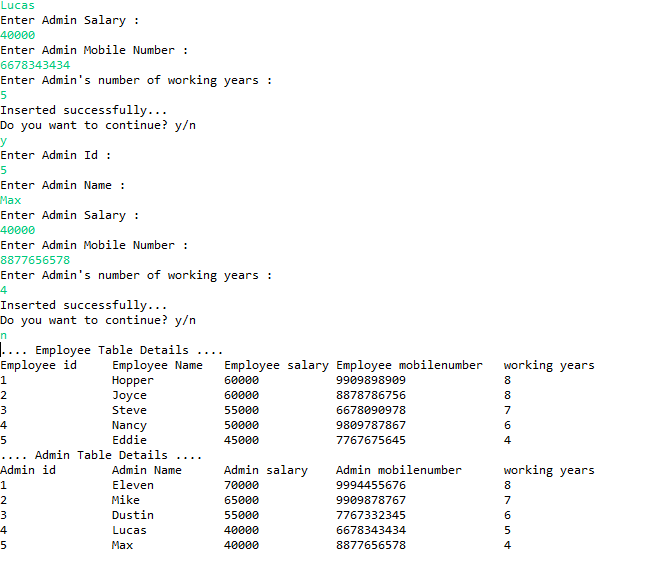 Lucas
Enter Admin Salary :
40000
Enter Admin Mobile Number :
6678343434
Enter Admin's number of working years :
5
Inserted successfully...
Do you want to continue? y/n
y
Enter Admin Id :
5
Enter Admin Name :
Max
Enter Admin Salary :
40000
Enter Admin Mobile Number :
8877656578
Enter Admin's number of working years :
4
Inserted successfully...
Do you want to continue? y/n
n
.... Employee Table Details ....
Employee id Employee Name Employee salary Employee mobilenumber working years
1 Hopper 60000 9909898909 8
2 Joyce 60000 8878786756 8
3 Steve 55000 6678090978 7
4 Nancy 50000 9809787867 6
5 Eddie 45000 7767675645 4
.... Admin Table Details ....
Admin id Admin Name Admin salary Admin mobilenumber working years
1 Eleven 70000 9994455676 8
2 Mike 65000 9909878767 7
3 Dustin 55000 7767332345 6
4 Lucas 40000 6678343434 5
5 Max 40000 8877656578 4